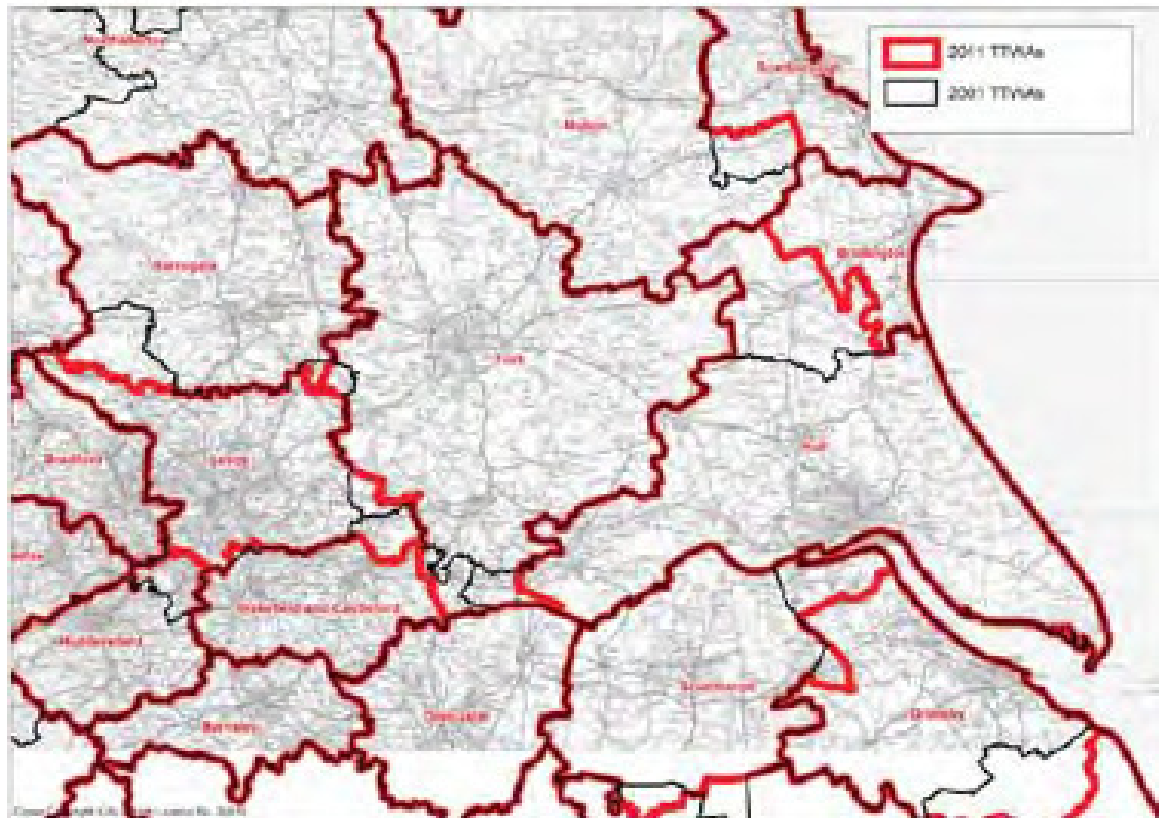 Northallerton
Scarborough
2011 TTWAs
2001 TTWAs
Malton
Harrogate
Bridlington
York
Bradford
Leeds
Hull
Wakefield and Castleford
Huddersfield
Scunthorpe
Doncaster
Grimsby
Barnsley